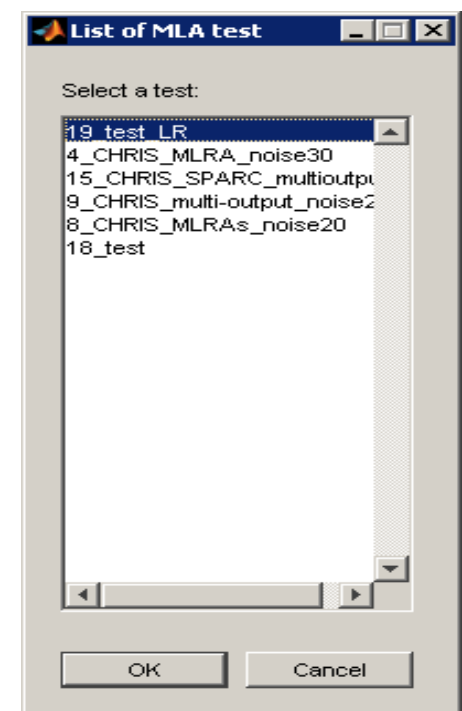 List of MLA test
Select a test:
19_test_LR
4_CHRIS_MLRA_noise30
15_CHRIS_SPARC_multioutpu
9_CHRIS_multi-output_noise2
8_CHRIS_MLRAs_noise20
18_test
OK
Cancel